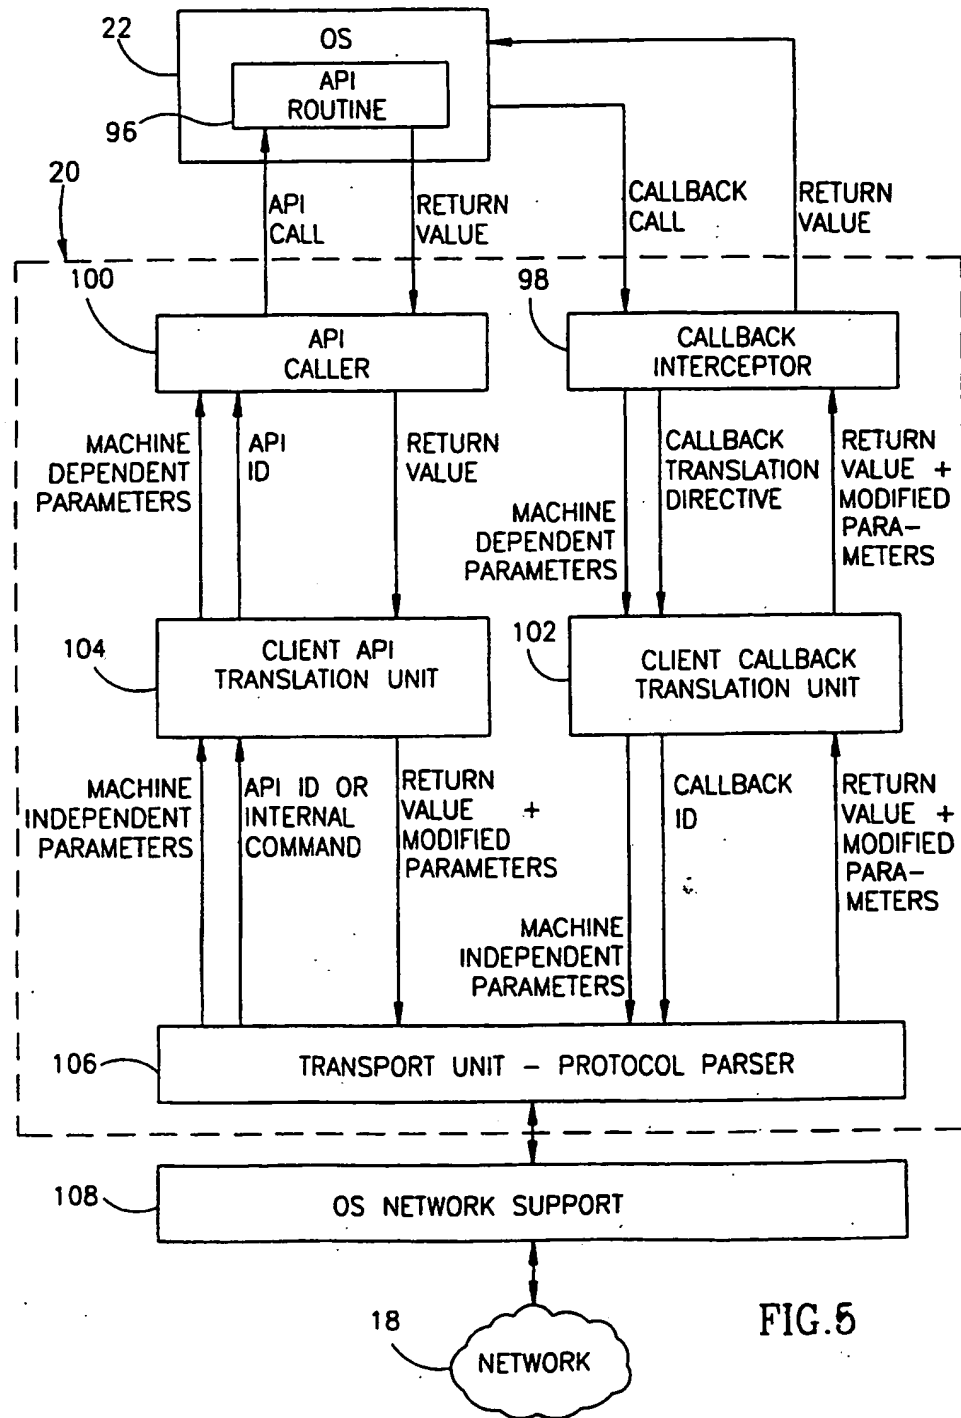 22
OS
API
ROUTINE
96
20
API
CALL
RETURN
VALUE
CALLBACK
CALL
RETURN
VALUE
100
98
API
CALLER
CALLBACK
INTERCEPTOR
MACHINE
DEPENDENT
PARAMETERS
API
ID
RETURN
VALUE
MACHINE
DEPENDENT
PARAMETERS
CALLBACK
TRANSLATION
DIRECTIVE
RETURN
VALUE +
MODIFIED
PARA-
METERS
104
CLIENT API
TRANSLATION UNIT
102
CLIENT CALLBACK
TRANSLATION UNIT
MACHINE
INDEPENDENT
PARAMETERS
API ID OR
INTERNAL
COMMAND
RETURN
VALUE +
MODIFIED
PARAMETERS
MACHINE
INDEPENDENT
PARAMETERS
CALLBACK
ID
RETURN
VALUE +
MODIFIED
PARA-
METERS
106
TRANSPORT UNIT - PROTOCOL PARSER
108
OS NETWORK SUPPORT
18
NETWORK
FIG.5